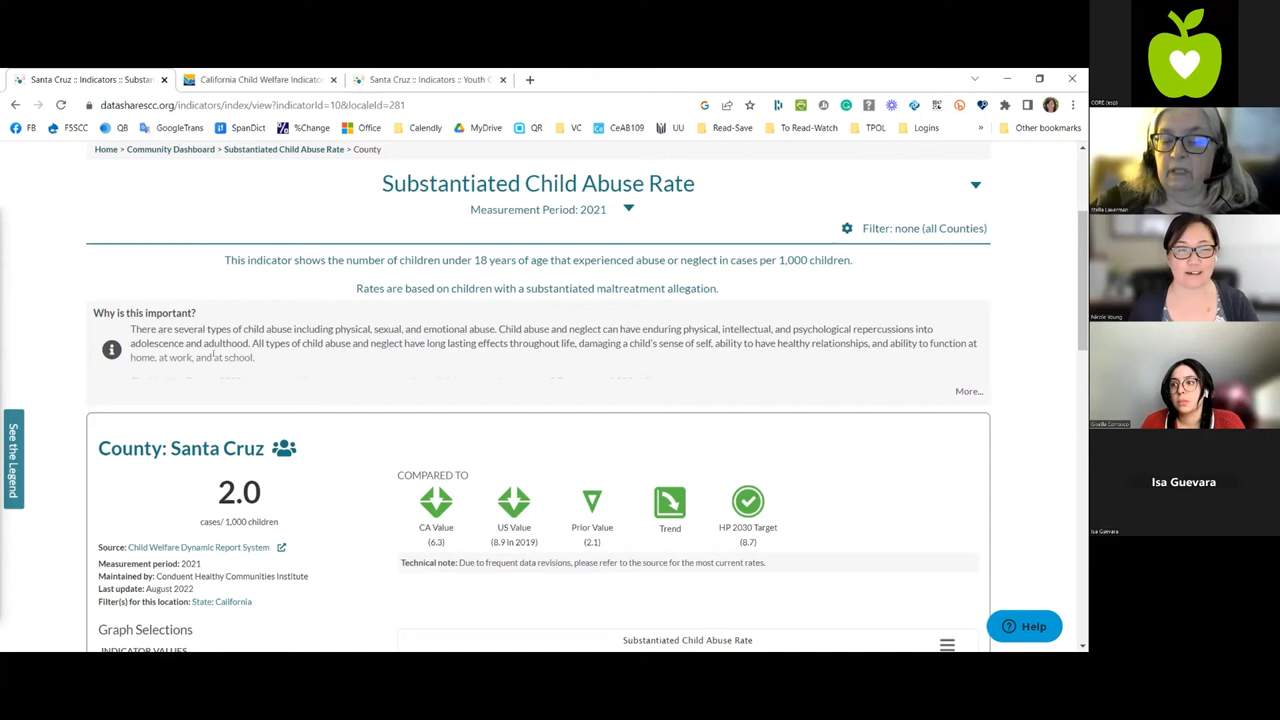 Santa Cruz :: Indicators :: Substan
California Child Welfare Indicator
Santa Cruz :: Indicators :: Youth C
datasharescc.org/indicators/index/view?indicatorId=10&localeId=281
FB
F5SCC
QB
GoogleTrans
SpanDict
%Change
Office
Calendly
MyDrive
QR
VC
CeAB109
UU
Read-Save
To Read-Watch
TPOL
Logins
»
Other bookmarks
Home > Community Dashboard > Substantiated Child Abuse Rate > County
Substantiated Child Abuse Rate
Measurement Period: 2021
Filter: none (all Counties)
This indicator shows the number of children under 18 years of age that experienced abuse or neglect in cases per 1,000 children.
Rates are based on children with a substantiated maltreatment allegation.
Why is this important?
There are several types of child abuse including physical, sexual, and emotional abuse. Child abuse and neglect can have enduring physical, intellectual, and psychological repercussions into
adolescence and adulthood. All types of child abuse and neglect have long lasting effects throughout life, damaging a child's sense of self, ability to have healthy relationships, and ability to function at
home, at work, and at school.
More...
See the Legend
County: Santa Cruz
2.0
cases/ 1,000 children
Source: Child Welfare Dynamic Report System
Measurement period: 2021
Maintained by: Conduent Healthy Communities Institute
Last update: August 2022
Filter(s) for this location: State: California
Graph Selections
INDICATOR VALUES
COMPARED TO
CA Value
(6.3)
US Value
(8.9 in 2019)
Prior Value
(2.1)
Trend
HP 2030 Target
(8.7)
Technical note: Due to frequent data revisions, please refer to the source for the most current rates.
Substantiated Child Abuse Rate
Help
CORE (esp)
Nicole Young
Isa Guevara
Isa Guevara